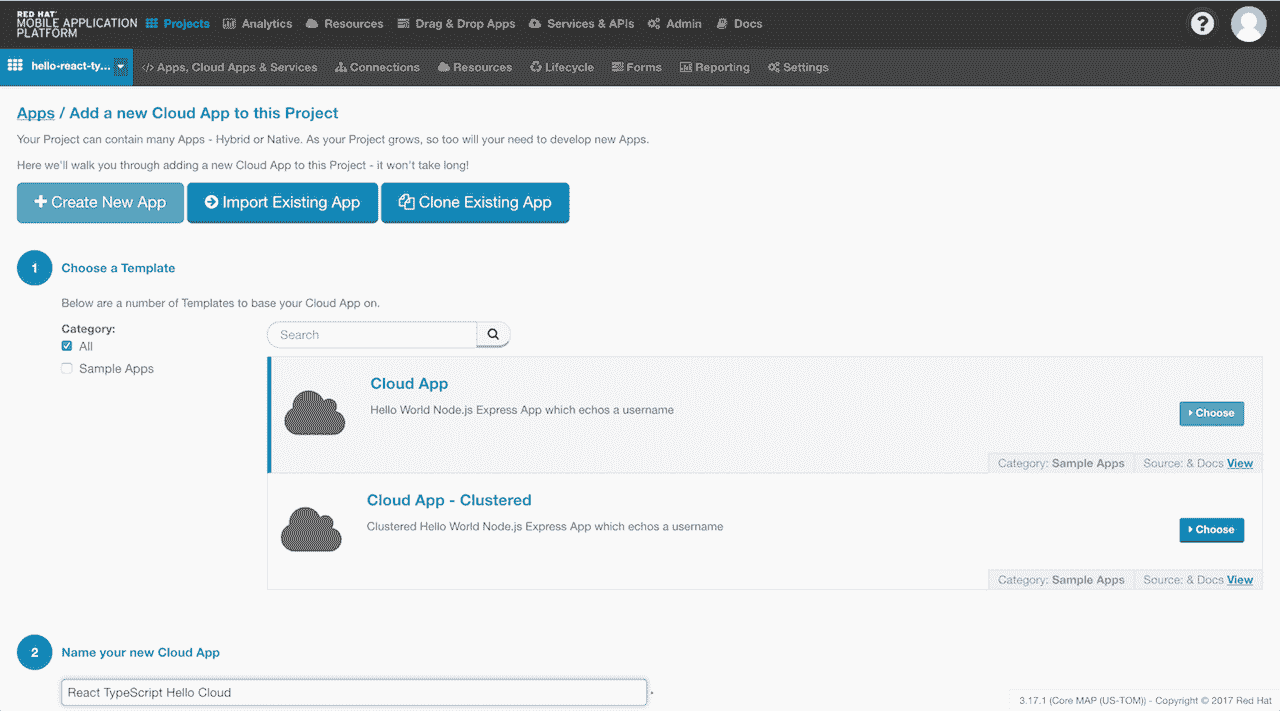 RED HAT
MOBILE APPLICATION
PLATFORM
Projects
Analytics
Resources
Drag & Drop Apps
Services & APIs
Admin
Docs
hello-react-ty...
</> Apps, Cloud Apps & Services
Connections
Resources
Lifecycle
Forms
Reporting
Settings
Apps / Add a new Cloud App to this Project
Your Project can contain many Apps - Hybrid or Native. As your Project grows, so too will your need to develop new Apps.
Here we'll walk you through adding a new Cloud App to this Project - it won't take long!
Create New App
Import Existing App
Clone Existing App
1 Choose a Template
Below are a number of Templates to base your Cloud App on.
Category:
All
Sample Apps
Search
Cloud App
Hello World Node.js Express App which echos a username
Choose
Category: Sample Apps
Source: & Docs View
Cloud App - Clustered
Clustered Hello World Node.js Express App which echos a username
Choose
Category: Sample Apps
Source: & Docs View
2 Name your new Cloud App
React TypeScript Hello Cloud
3.17.1 (Core MAP (US-TOM)) - Copyright © 2017 Red Hat